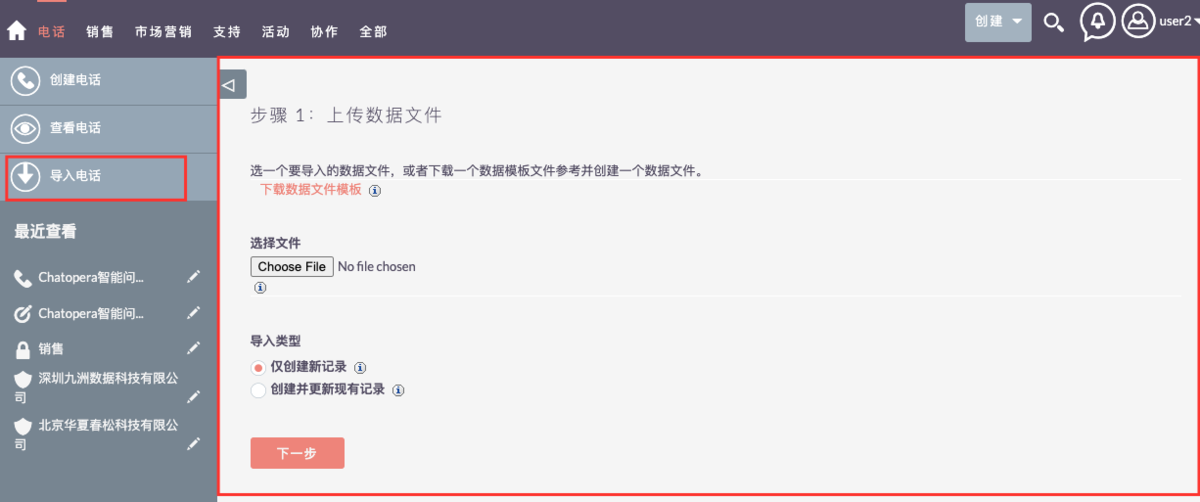 电话 销售 市场营销 支持 活动 协作 全部 创建 user2
创建电话
查看电话
导入电话
最近查看
Chatopera智能问...
Chatopera智能问...
销售
深圳九洲数据科技有限公
司
北京华夏春松科技有限公
司
步骤 1: 上传数据文件
选一个要导入的数据文件，或者下载一个数据模板文件参考并创建一个数据文件。
下载数据文件模板
选择文件
Choose File No file chosen
导入类型
仅创建新记录
创建并更新现有记录
下一步